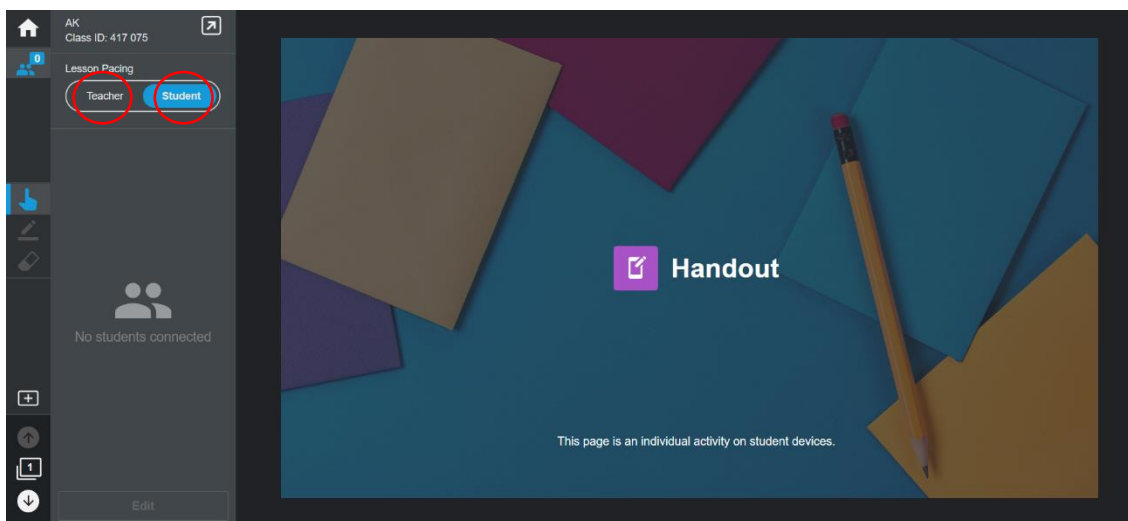 AK
Class ID: 417 075
0
Lesson Pacing
Teacher Student
Handout
No students connected
This page is an individual activity on student devices.
1
Edit